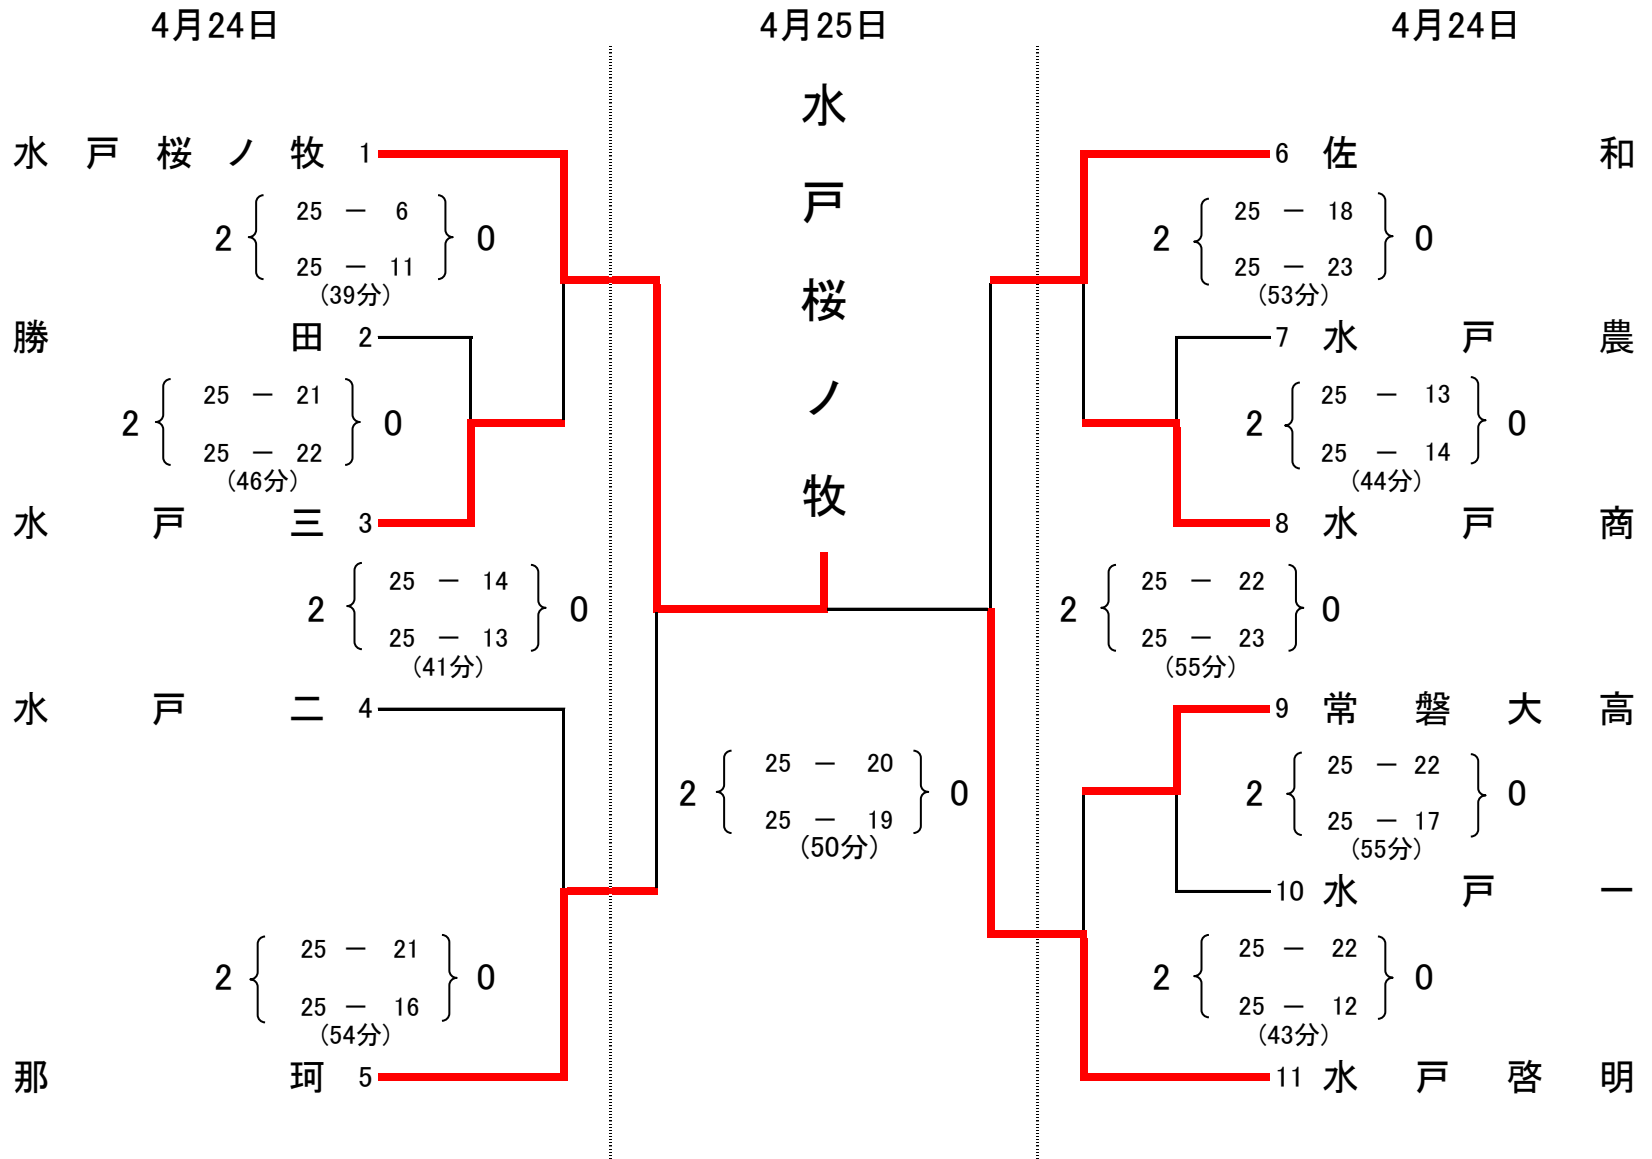 4月24日 4月25日 4月24日
水戸桜ノ牧
水戸桜ノ牧 1
2 25 － 6 0
25 － 11
(39分)
勝田 2
2 25 － 21 0
25 － 22
(46分)
水戸三 3
2 25 － 14 0
25 － 13
(41分)
水戸二 4
2 25 － 21 0
25 － 16
(54分)
那珂 5
2 25 － 20 0
25 － 19
(50分)
6 佐和
2 25 － 18 0
25 － 23
(53分)
7 水戸農
2 25 － 13 0
25 － 14
(44分)
8 水戸商
2 25 － 22 0
25 － 23
(55分)
9 常磐大高
2 25 － 22 0
25 － 17
(55分)
10 水戸一
2 25 － 22 0
25 － 12
(43分)
11 水戸啓明